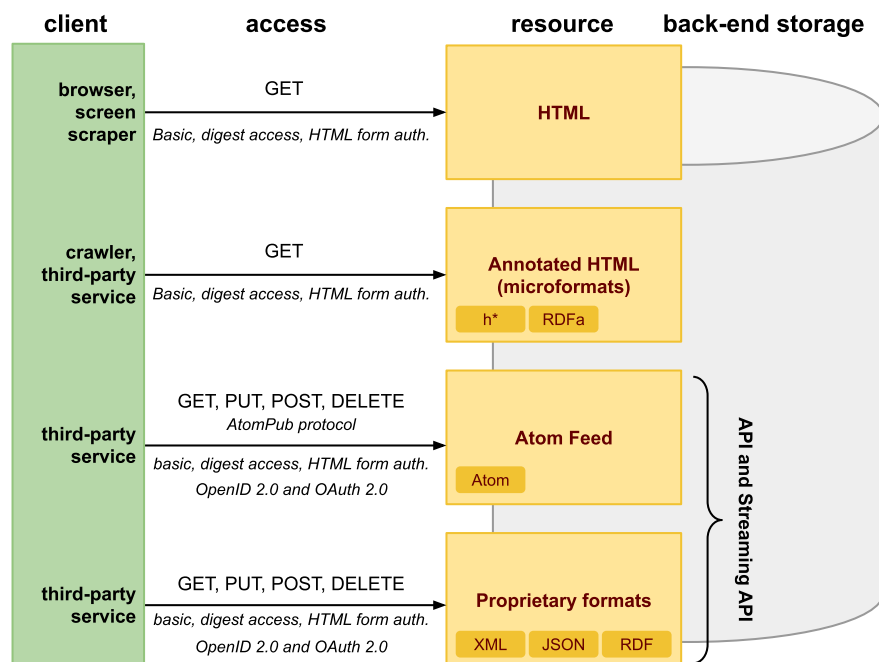 client access resource back-end storage
browser,
screen
scraper
GET
Basic, digest access, HTML form auth.
HTML
crawler,
third-party
service
GET
Basic, digest access, HTML form auth.
Annotated HTML
(microformats)
h* RDFa
third-party
service
GET, PUT, POST, DELETE
AtomPub protocol
basic, digest access, HTML form auth.
OpenID 2.0 and OAuth 2.0
Atom Feed
Atom
API and Streaming API
third-party
service
GET, PUT, POST, DELETE
basic, digest access, HTML form auth.
OpenID 2.0 and OAuth 2.0
Proprietary formats
XML JSON RDF